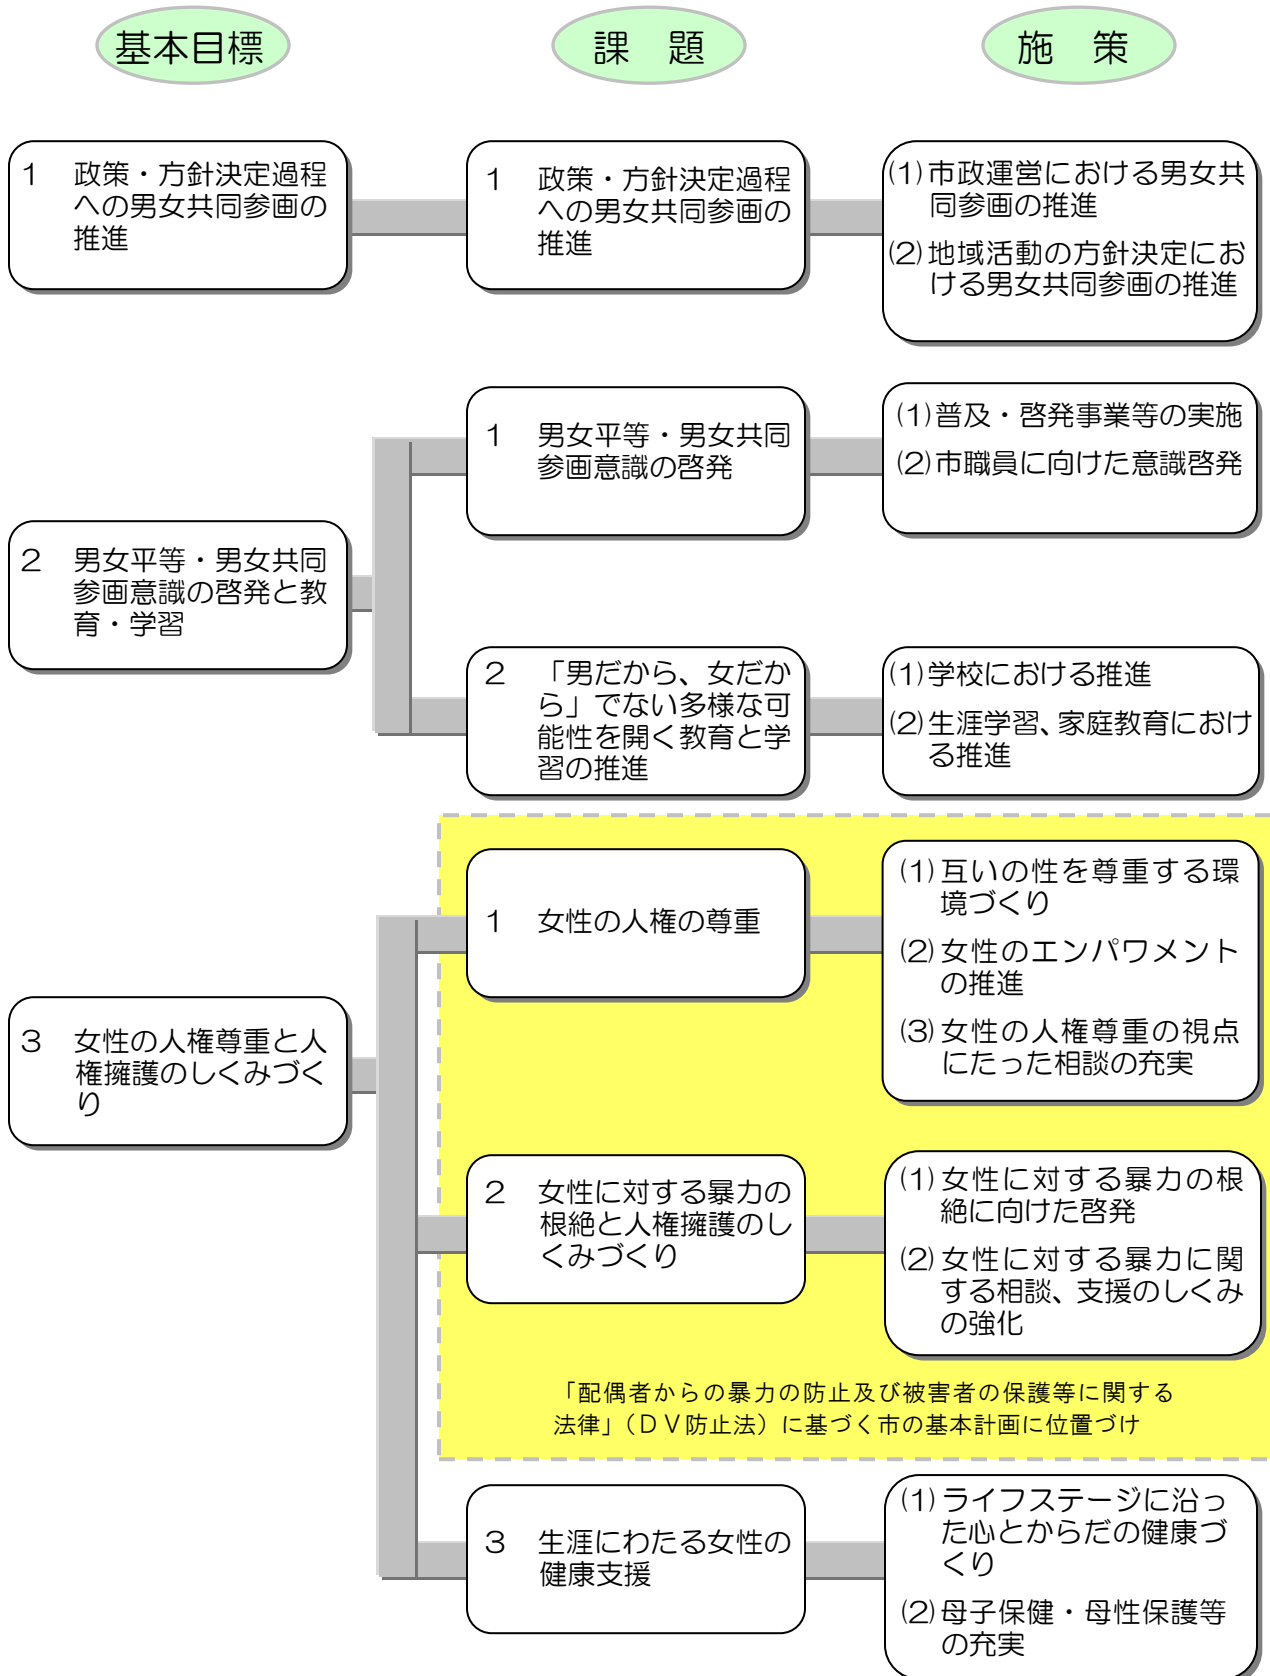 基本目標
課　題
施　策
1　政策・方針決定過程
への男女共同参画の
推進
1　政策・方針決定過程
への男女共同参画の
推進
(1)市政運営における男女共
同参画の推進
(2)地域活動の方針決定にお
ける男女共同参画の推進
2　男女平等・男女共同
参画意識の啓発と教
育・学習
1　男女平等・男女共同
参画意識の啓発
(1)普及・啓発事業等の実施
(2)市職員に向けた意識啓発
2　「男だから、女だか
ら」でない多様な可
能性を開く教育と学
習の推進
(1)学校における推進
(2)生涯学習、家庭教育におけ
る推進
3　女性の人権尊重と人
権擁護のしくみづく
り
1　女性の人権の尊重
(1)互いの性を尊重する環
境づくり
(2)女性のエンパワメント
の推進
(3)女性の人権尊重の視点
にたった相談の充実
2　女性に対する暴力の
根絶と人権擁護のし
くみづくり
(1)女性に対する暴力の根
絶に向けた啓発
(2)女性に対する暴力に関
する相談、支援のしくみ
の強化
「配偶者からの暴力の防止及び被害者の保護等に関する
法律」（ＤＶ防止法）に基づく市の基本計画に位置づけ
3　生涯にわたる女性の
健康支援
(1)ライフステージに沿っ
た心とからだの健康づ
くり
(2)母子保健・母性保護等
の充実